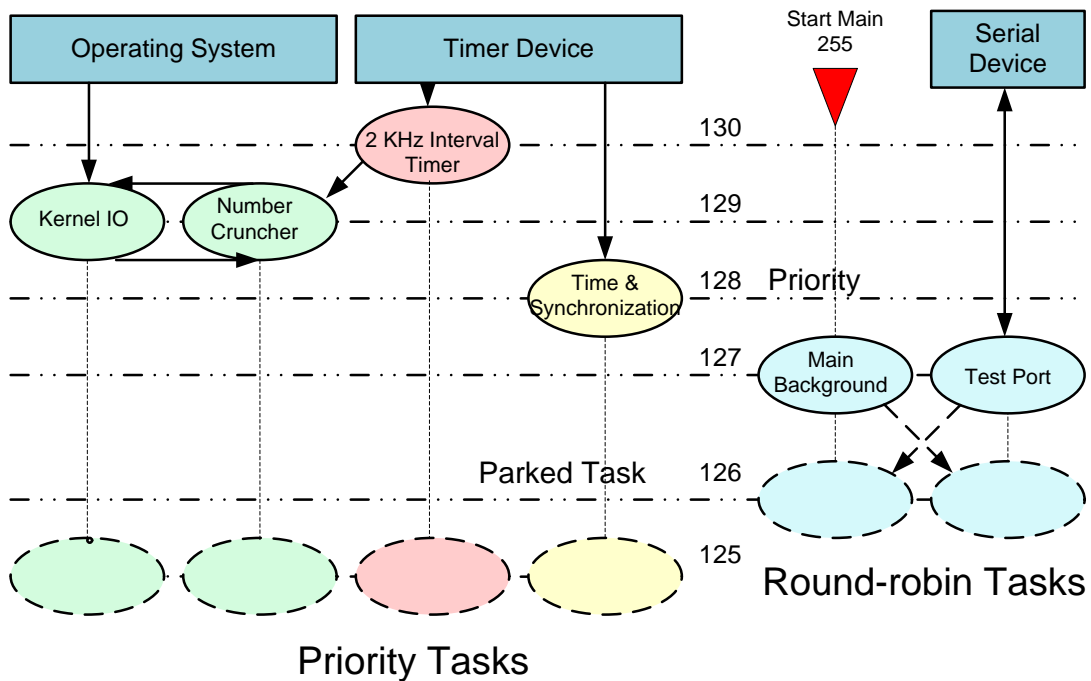 Operating System
Timer Device
Start Main
255
Serial
Device
130
2 KHz Interval
Timer
129
Kernel IO
Number
Cruncher
128
Priority
Time &
Synchronization
127
Main
Background
Test Port
Parked Task
126
125
Round-robin Tasks
Priority Tasks